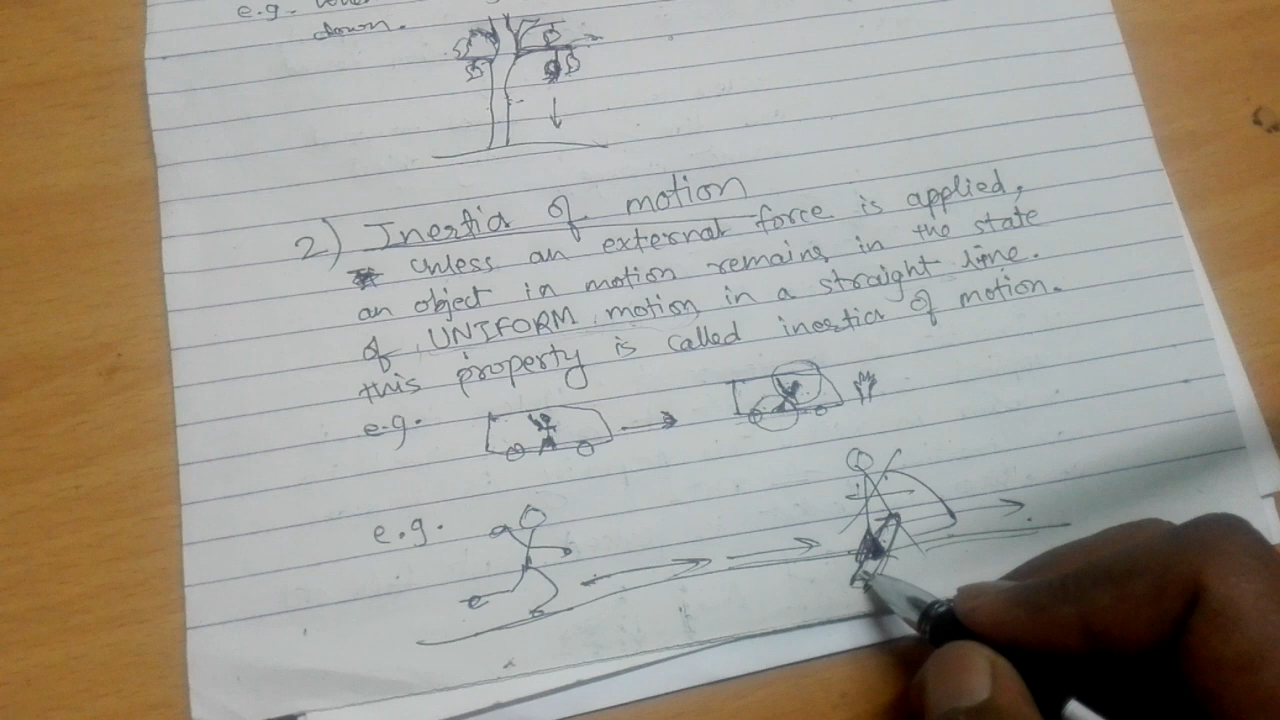 e.g.
down.
2) Inertia of motion
unless an external force is applied,
an object in motion remains in the state
of UNIFORM motion in a straight line.
this property is called inertia of motion.
e.g.
e.g.